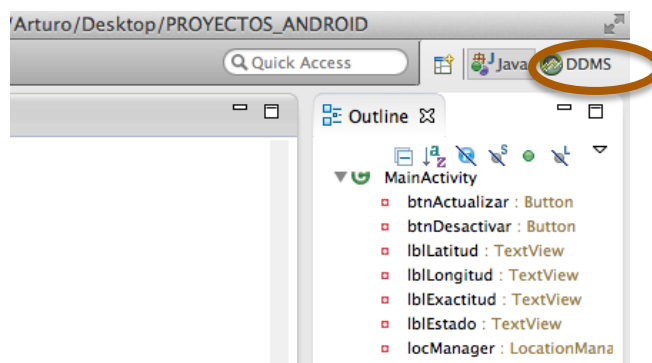 /Arturo/Desktop/PROYECTOS_ANDROID
Quick Access
Java
DDMS
Outline
MainActivity
btnActualizar : Button
btnDesactivar : Button
lblLatitud : TextView
lblLongitud : TextView
lblExactitud : TextView
lblEstado : TextView
locManager : LocationMana